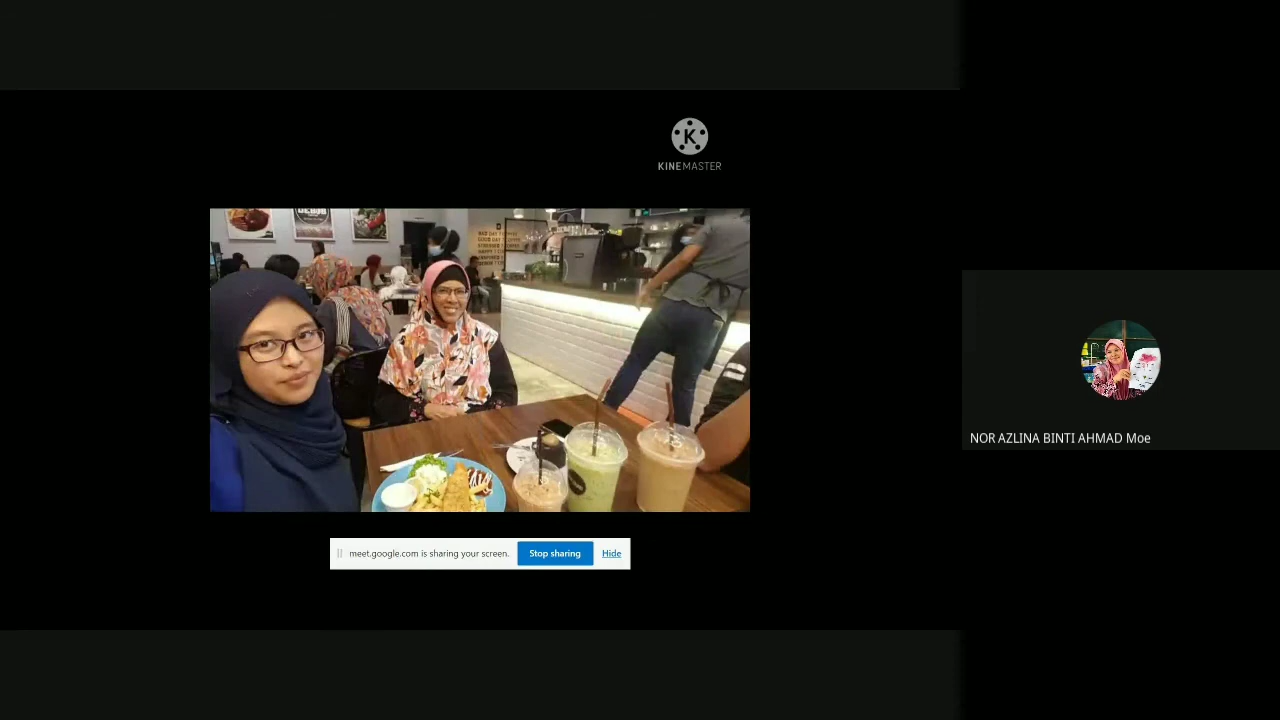 KINEMASTER
meet.google.com is sharing your screen.
Stop sharing
Hide
NOR AZLINA BINTI AHMAD Moe